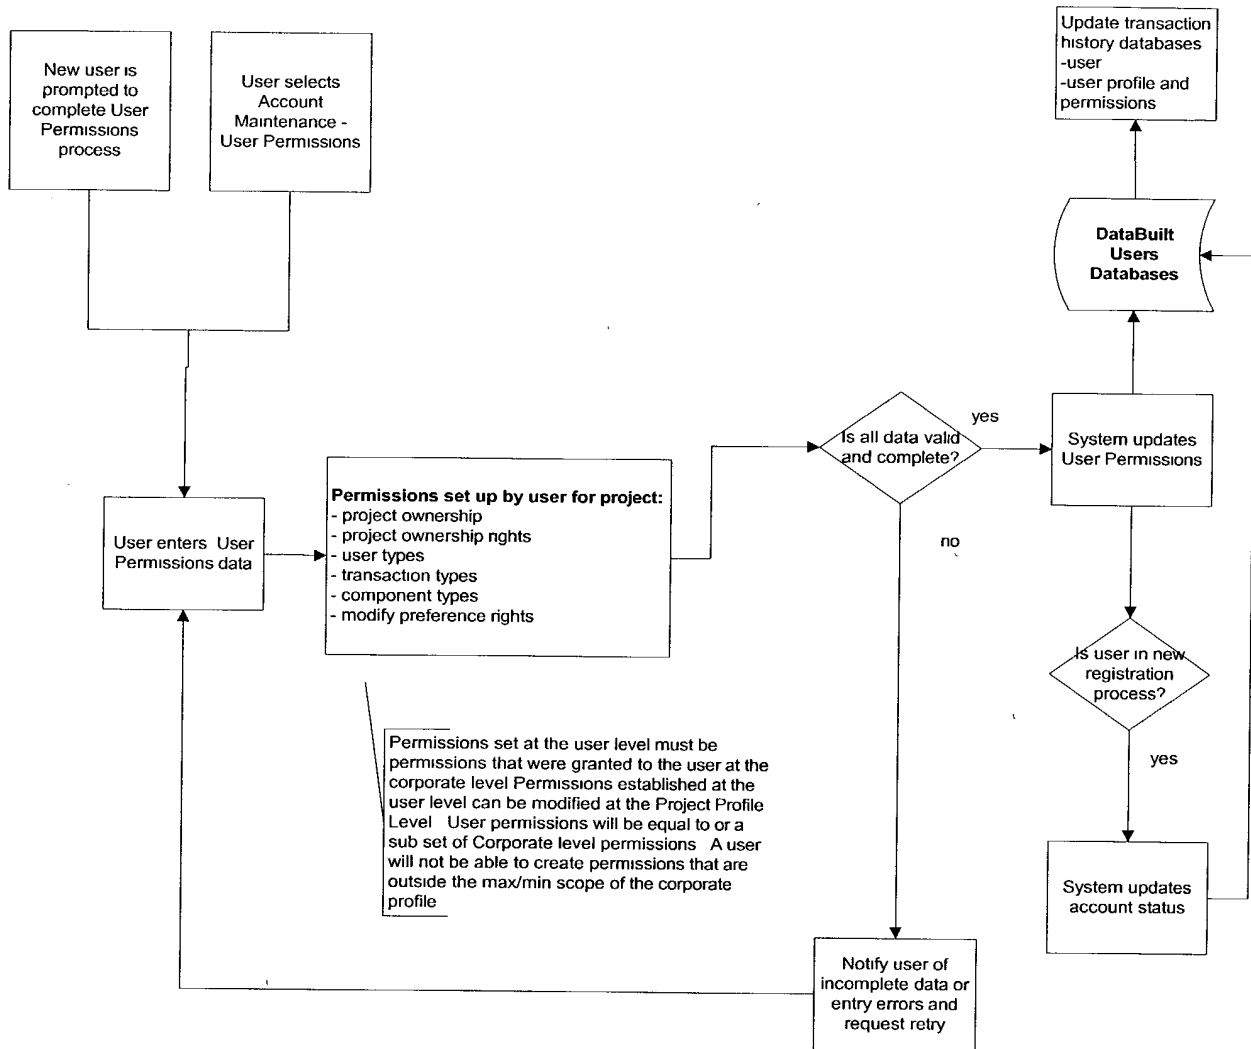 New user is
prompted to
complete User
Permissions
process
User selects
Account
Maintenance -
User Permissions
Update transaction
history databases
-user
-user profile and
permissions
DataBuilt
Users
Databases
Is all data valid
and complete?
yes
System updates
User Permissions
User enters User
Permissions data
Permissions set up by user for project:
- project ownership
- project ownership rights
- user types
- transaction types
- component types
- modify preference rights
no
Is user in new
registration
process?
yes
Permissions set at the user level must be
permissions that were granted to the user at the
corporate level Permissions established at the
user level can be modified at the Project Profile
Level User permissions will be equal to or a
sub set of Corporate level permissions A user
will not be able to create permissions that are
outside the max/min scope of the corporate
profile
System updates
account status
Notify user of
incomplete data or
entry errors and
request retry